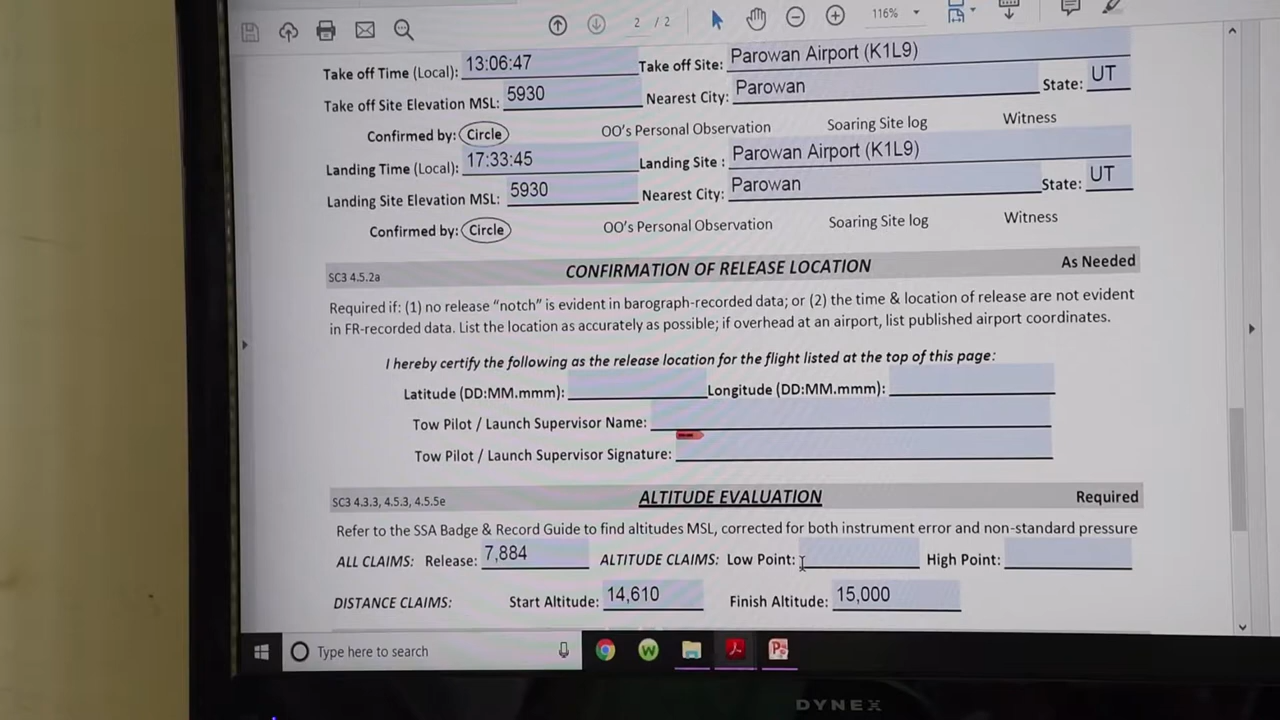 2 / 2 116%
Take off Time (Local): 13:06:47 Take off Site: Parowan Airport (K1L9)
Take off Site Elevation MSL: 5930 Nearest City: Parowan State: UT
Confirmed by: Circle OO's Personal Observation Soaring Site log Witness
Landing Time (Local): 17:33:45 Landing Site : Parowan Airport (K1L9)
Landing Site Elevation MSL: 5930 Nearest City: Parowan State: UT
Confirmed by: Circle OO's Personal Observation Soaring Site log Witness
SC3 4.5.2a CONFIRMATION OF RELEASE LOCATION As Needed
Required if: (1) no release "notch" is evident in barograph-recorded data; or (2) the time & location of release are not evident
in FR-recorded data. List the location as accurately as possible; if overhead at an airport, list published airport coordinates.
I hereby certify the following as the release location for the flight listed at the top of this page:
Latitude (DD:MM.mmm): Longitude (DD:MM.mmm):
Tow Pilot / Launch Supervisor Name:
Tow Pilot / Launch Supervisor Signature:
SC3 4.3.3, 4.5.3, 4.5.5e ALTITUDE EVALUATION Required
Refer to the SSA Badge & Record Guide to find altitudes MSL, corrected for both instrument error and non-standard pressure
ALL CLAIMS: Release: 7,884 ALTITUDE CLAIMS: Low Point: High Point:
DISTANCE CLAIMS: Start Altitude: 14,610 Finish Altitude: 15,000
Type here to search
DYNEX